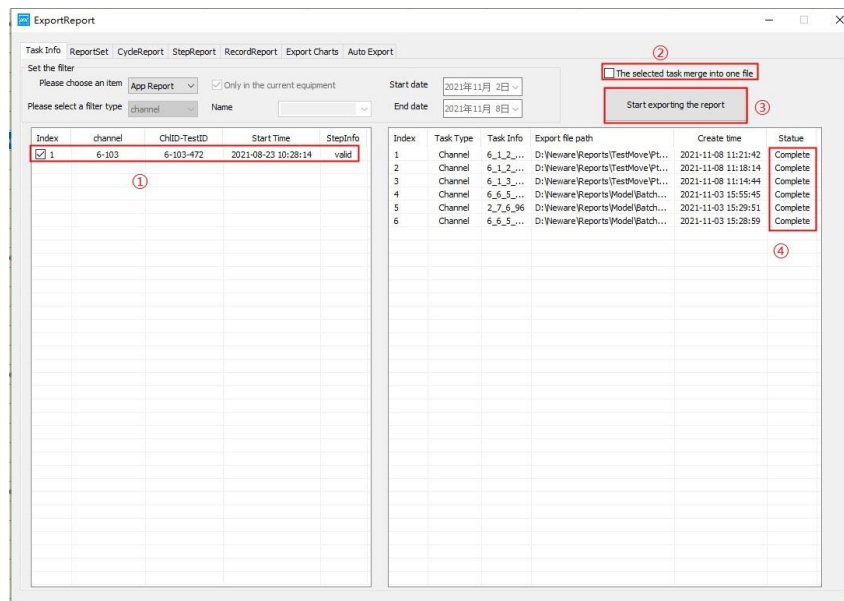 ExportReport
Task Info ReportSet CycleReport StepReport RecordReport Export Charts Auto Export
Set the filter
Please choose an item App Report Only in the current equipment Start date 2021年11月 2日
Please select a filter type channel Name End date 2021年11月 8日
②
The selected task merge into one file
Start exporting the report
③
Index channel ChlID-TestID Start Time StepInfo
1 6-103 6-103-472 2021-08-23 10:28:14 valid
①
Index Task Type Task Info Export file path Create time Statue
1 Channel 6_1_2_... D:\Neware\Reports\TestMove\Pt... 2021-11-08 11:21:42 Complete
2 Channel 6_1_2_... D:\Neware\Reports\TestMove\Pt... 2021-11-08 11:18:14 Complete
3 Channel 6_1_3_... D:\Neware\Reports\TestMove\Pt... 2021-11-08 11:14:44 Complete
4 Channel 6_6_5_... D:\Neware\Reports\Model\Batch... 2021-11-03 15:55:45 Complete
5 Channel 2_7_6_96 D:\Neware\Reports\Model\Batch... 2021-11-03 15:29:51 Complete
6 Channel 6_6_5_... D:\Neware\Reports\Model\Batch... 2021-11-03 15:28:59 Complete
④